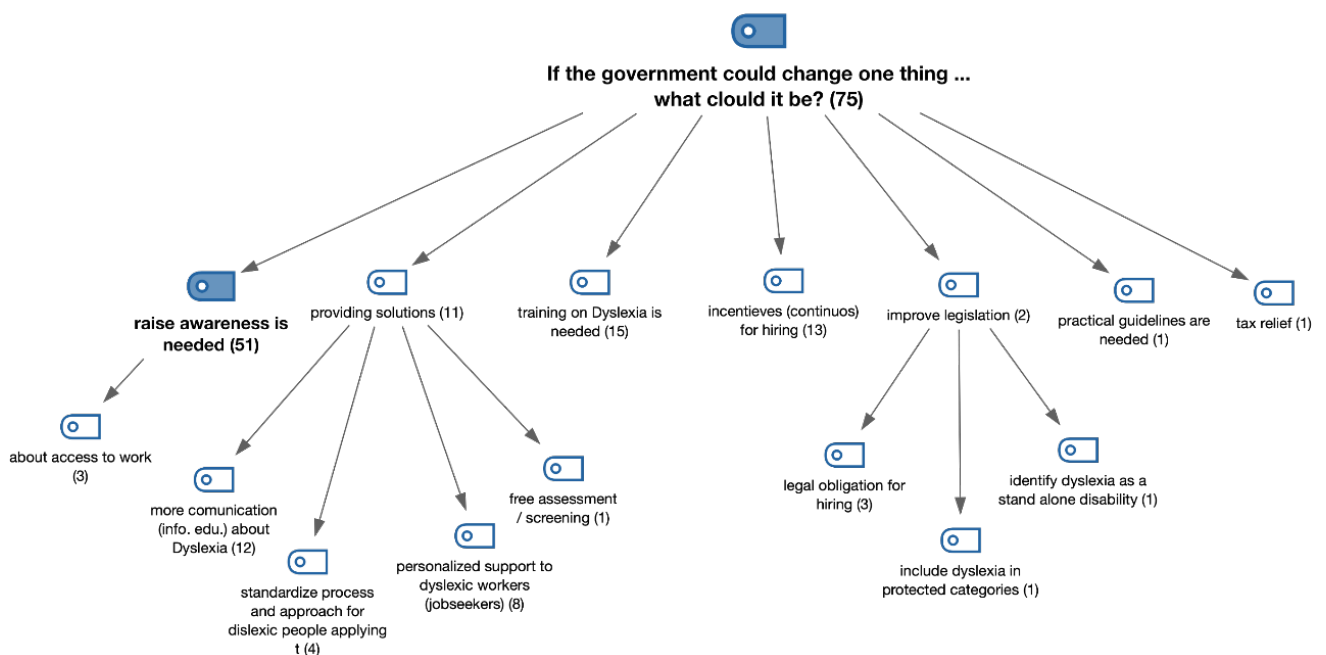 If the government could change one thing ...
what clould it be? (75)
raise awareness is
needed (51)
providing solutions (11)
training on Dyslexia is
needed (15)
incentieves (continuos)
for hiring (13)
improve legislation (2)
practical guidelines are
needed (1)
tax relief (1)
about access to work
(3)
more comunication
(info. edu.) about
Dyslexia (12)
standardize process
and approach for
dislexic people applying
t (4)
personalized support to
dyslexic workers
(jobseekers) (8)
free assessment
/ screening (1)
legal obligation for
hiring (3)
include dyslexia in
protected categories (1)
identify dyslexia as a
stand alone disability (1)